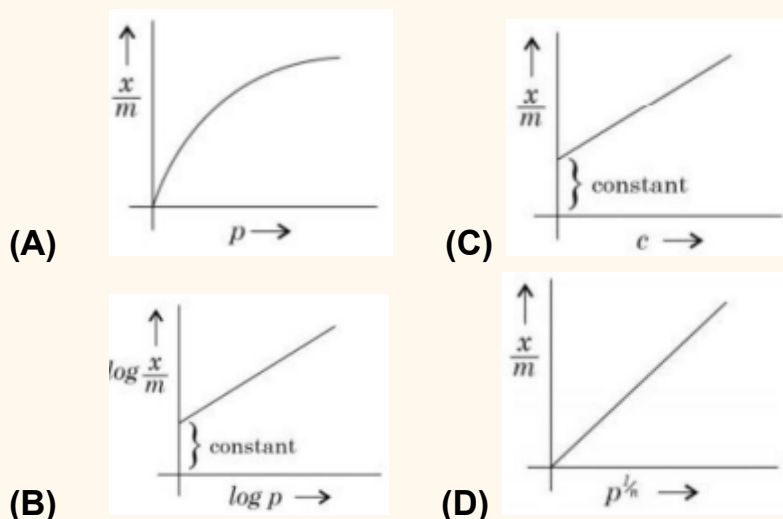 x
m
p →
(A)
x
m
} constant
c →
(C)
log x
m
} constant
log p →
(B)
x
m
p^{1/n} →
(D)